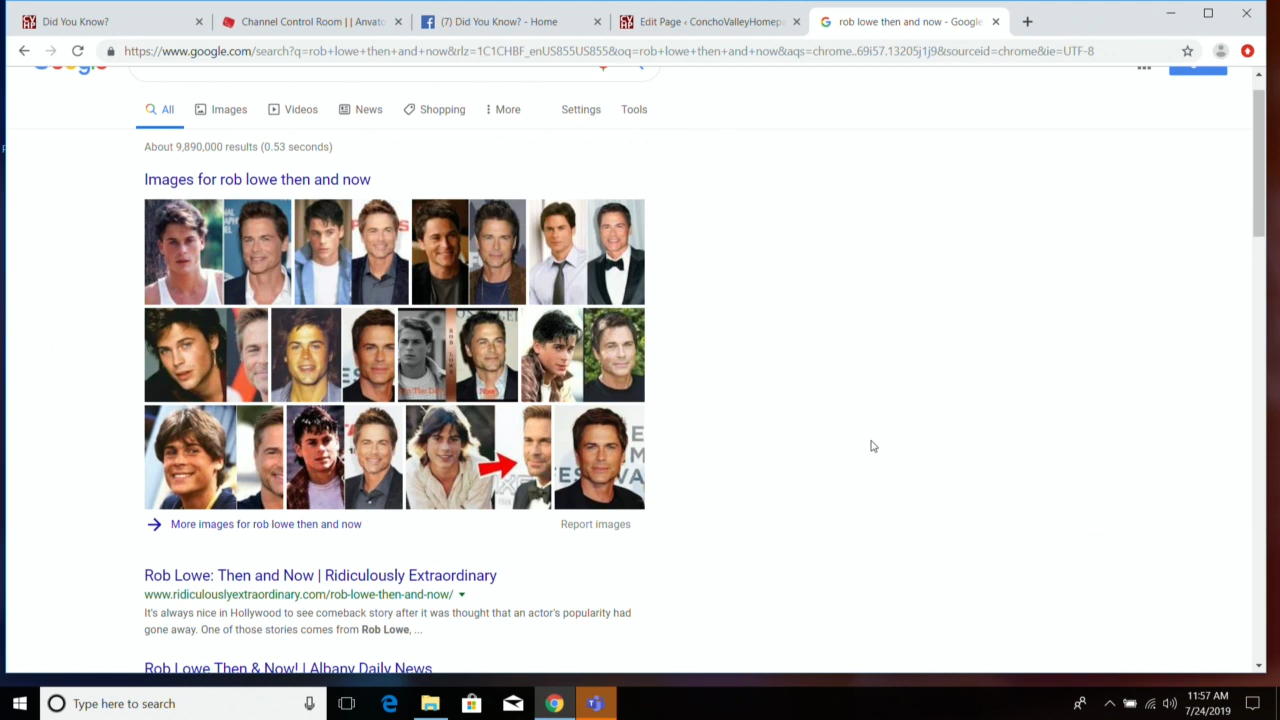 Did You Know?
Channel Control Room | | Anvato
(7) Did You Know? - Home
Edit Page ‹ ConchoValleyHomepa
rob lowe then and now - Google
https://www.google.com/search?q=rob+lowe+then+and+now&rlz=1C1CHBF_enUS855US855&oq=rob+lowe+then+and+now&aqs=chrome..69i57.13205j1j9&sourceid=chrome&ie=UTF-8
All Images Videos News Shopping More Settings Tools
About 9,890,000 results (0.53 seconds)
Images for rob lowe then and now
More images for rob lowe then and now
Report images
Rob Lowe: Then and Now | Ridiculously Extraordinary
www.ridiculouslyextraordinary.com/rob-lowe-then-and-now/
It's always nice in Hollywood to see comeback story after it was thought that an actor's popularity had
gone away. One of those stories comes from Rob Lowe, ...
Rob Lowe Then & Now! | Albany Daily News
Type here to search
11:57 AM
7/24/2019